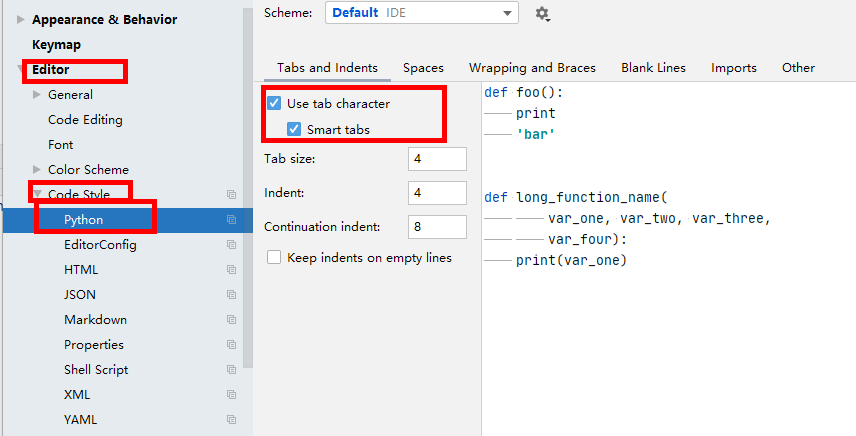 Scheme: Default IDE
Appearance & Behavior
Keymap
Editor
General
Code Editing
Font
Color Scheme
Code Style
Python
EditorConfig
HTML
JSON
Markdown
Properties
Shell Script
XML
YAML
Tabs and Indents Spaces Wrapping and Braces Blank Lines Imports Other
Use tab character
Smart tabs
Tab size: 4
Indent: 4
Continuation indent: 8
Keep indents on empty lines
def foo():
print
'bar'
def long_function_name(
var_one, var_two, var_three,
var_four):
print(var_one)